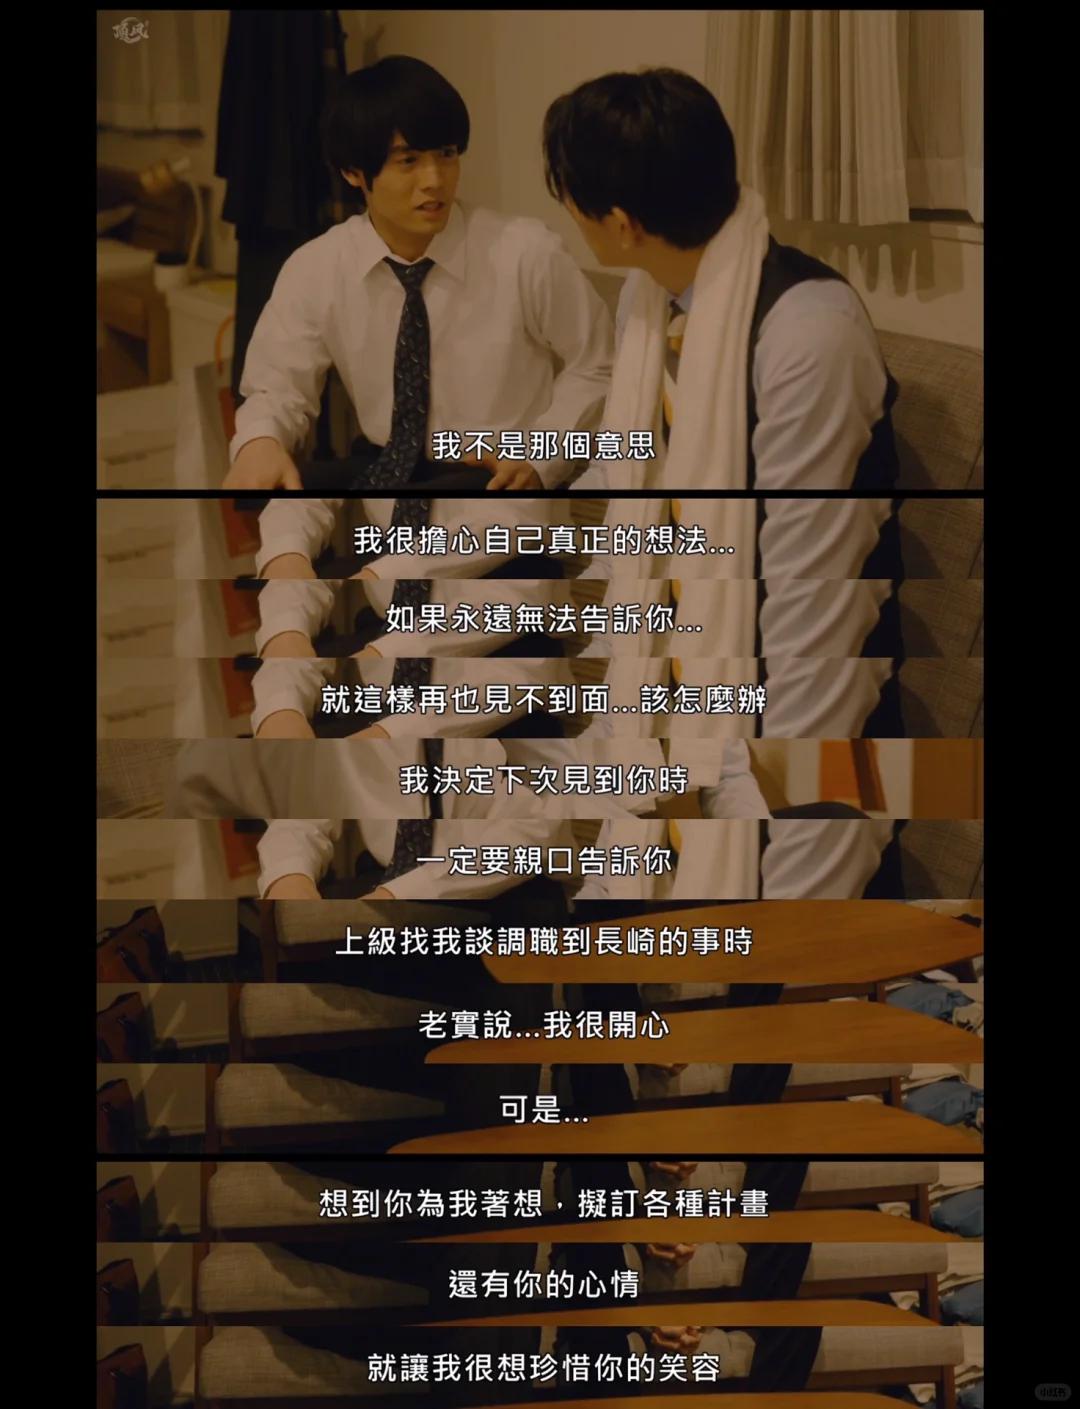 頂風
我不是那個意思
我很擔心自己真正的想法...
如果永遠無法告訴你...
就這樣再也見不到面...該怎麼辦
我決定下次見到你時
一定要親口告訴你
上級找我談調職到長崎的事時
老實說...我很開心
可是...
想到你為我著想，擬訂各種計畫
還有你的心情
就讓我很想珍惜你的笑容
小红书